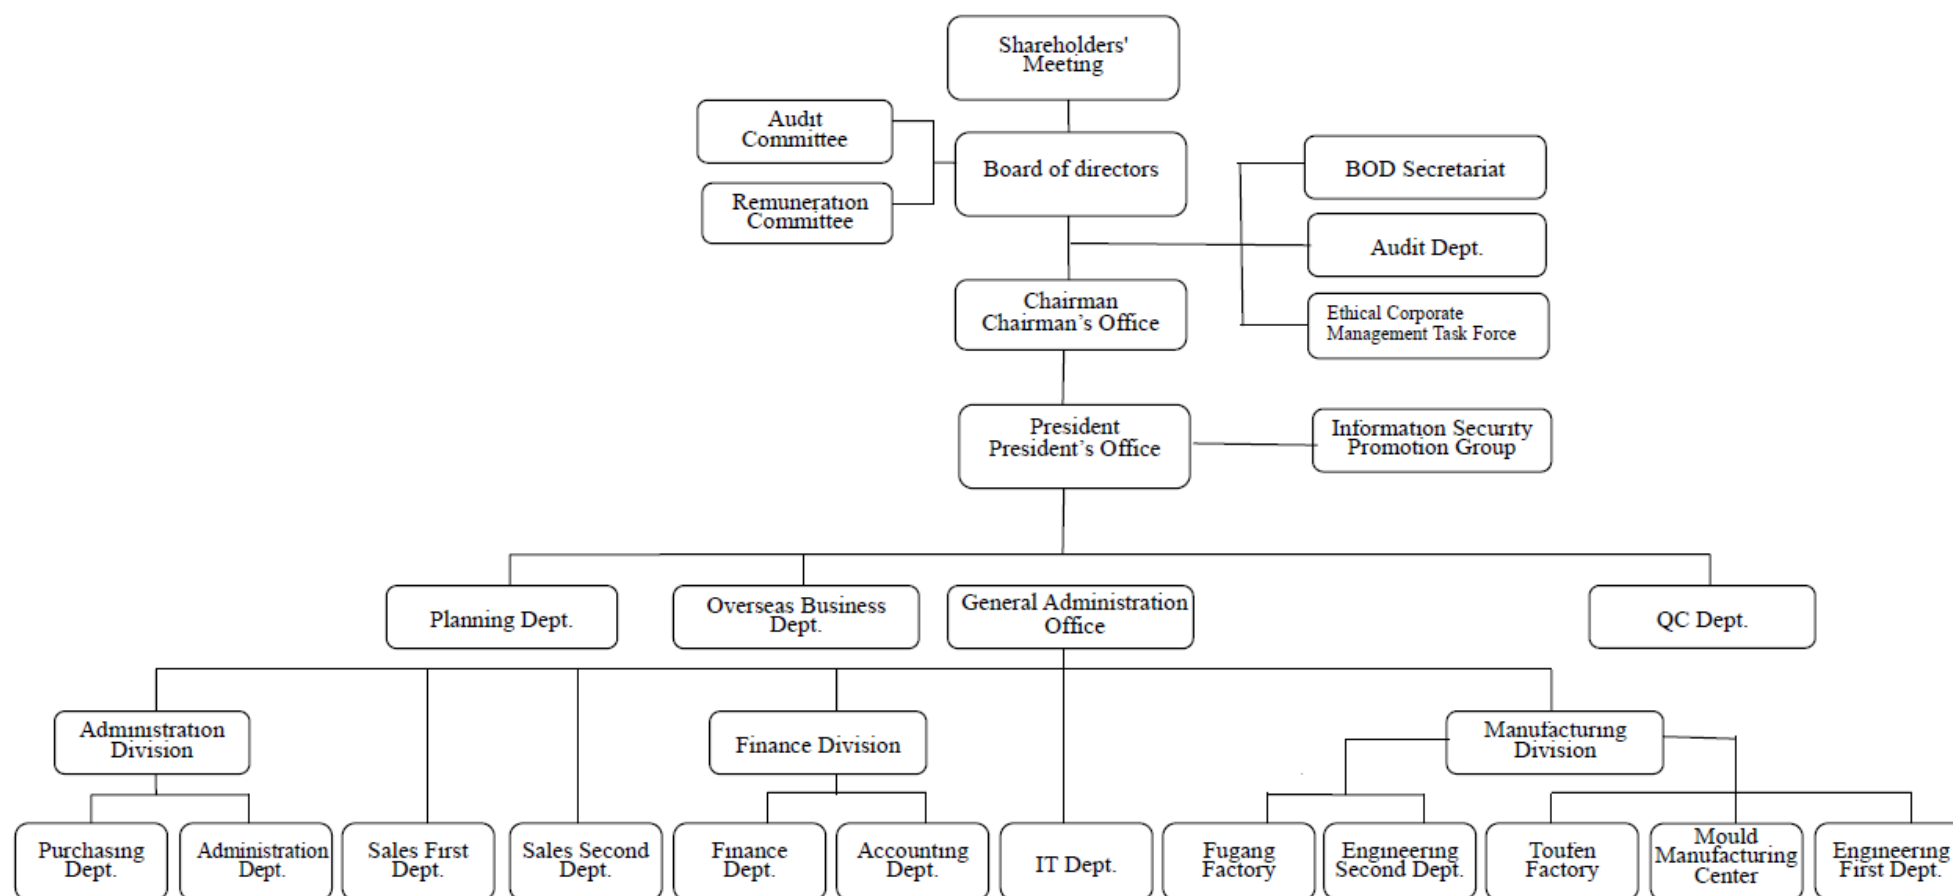 Shareholders'
Meeting
Audit
Committee
Board of directors
BOD Secretariat
Remuneration
Committee
Audit Dept.
Chairman
Chairman’s Office
Ethical Corporate
Management Task Force
President
President’s Office
Information Security
Promotion Group
Planning Dept.
Overseas Business
Dept.
General Administration
Office
QC Dept.
Administration
Division
Finance Division
Manufacturing
Division
Purchasing
Dept.
Administration
Dept.
Sales First
Dept.
Sales Second
Dept.
Finance
Dept.
Accounting
Dept.
IT Dept.
Fugang
Factory
Engineering
Second Dept.
Toufen
Factory
Mould
Manufacturing
Center
Engineering
First Dept.